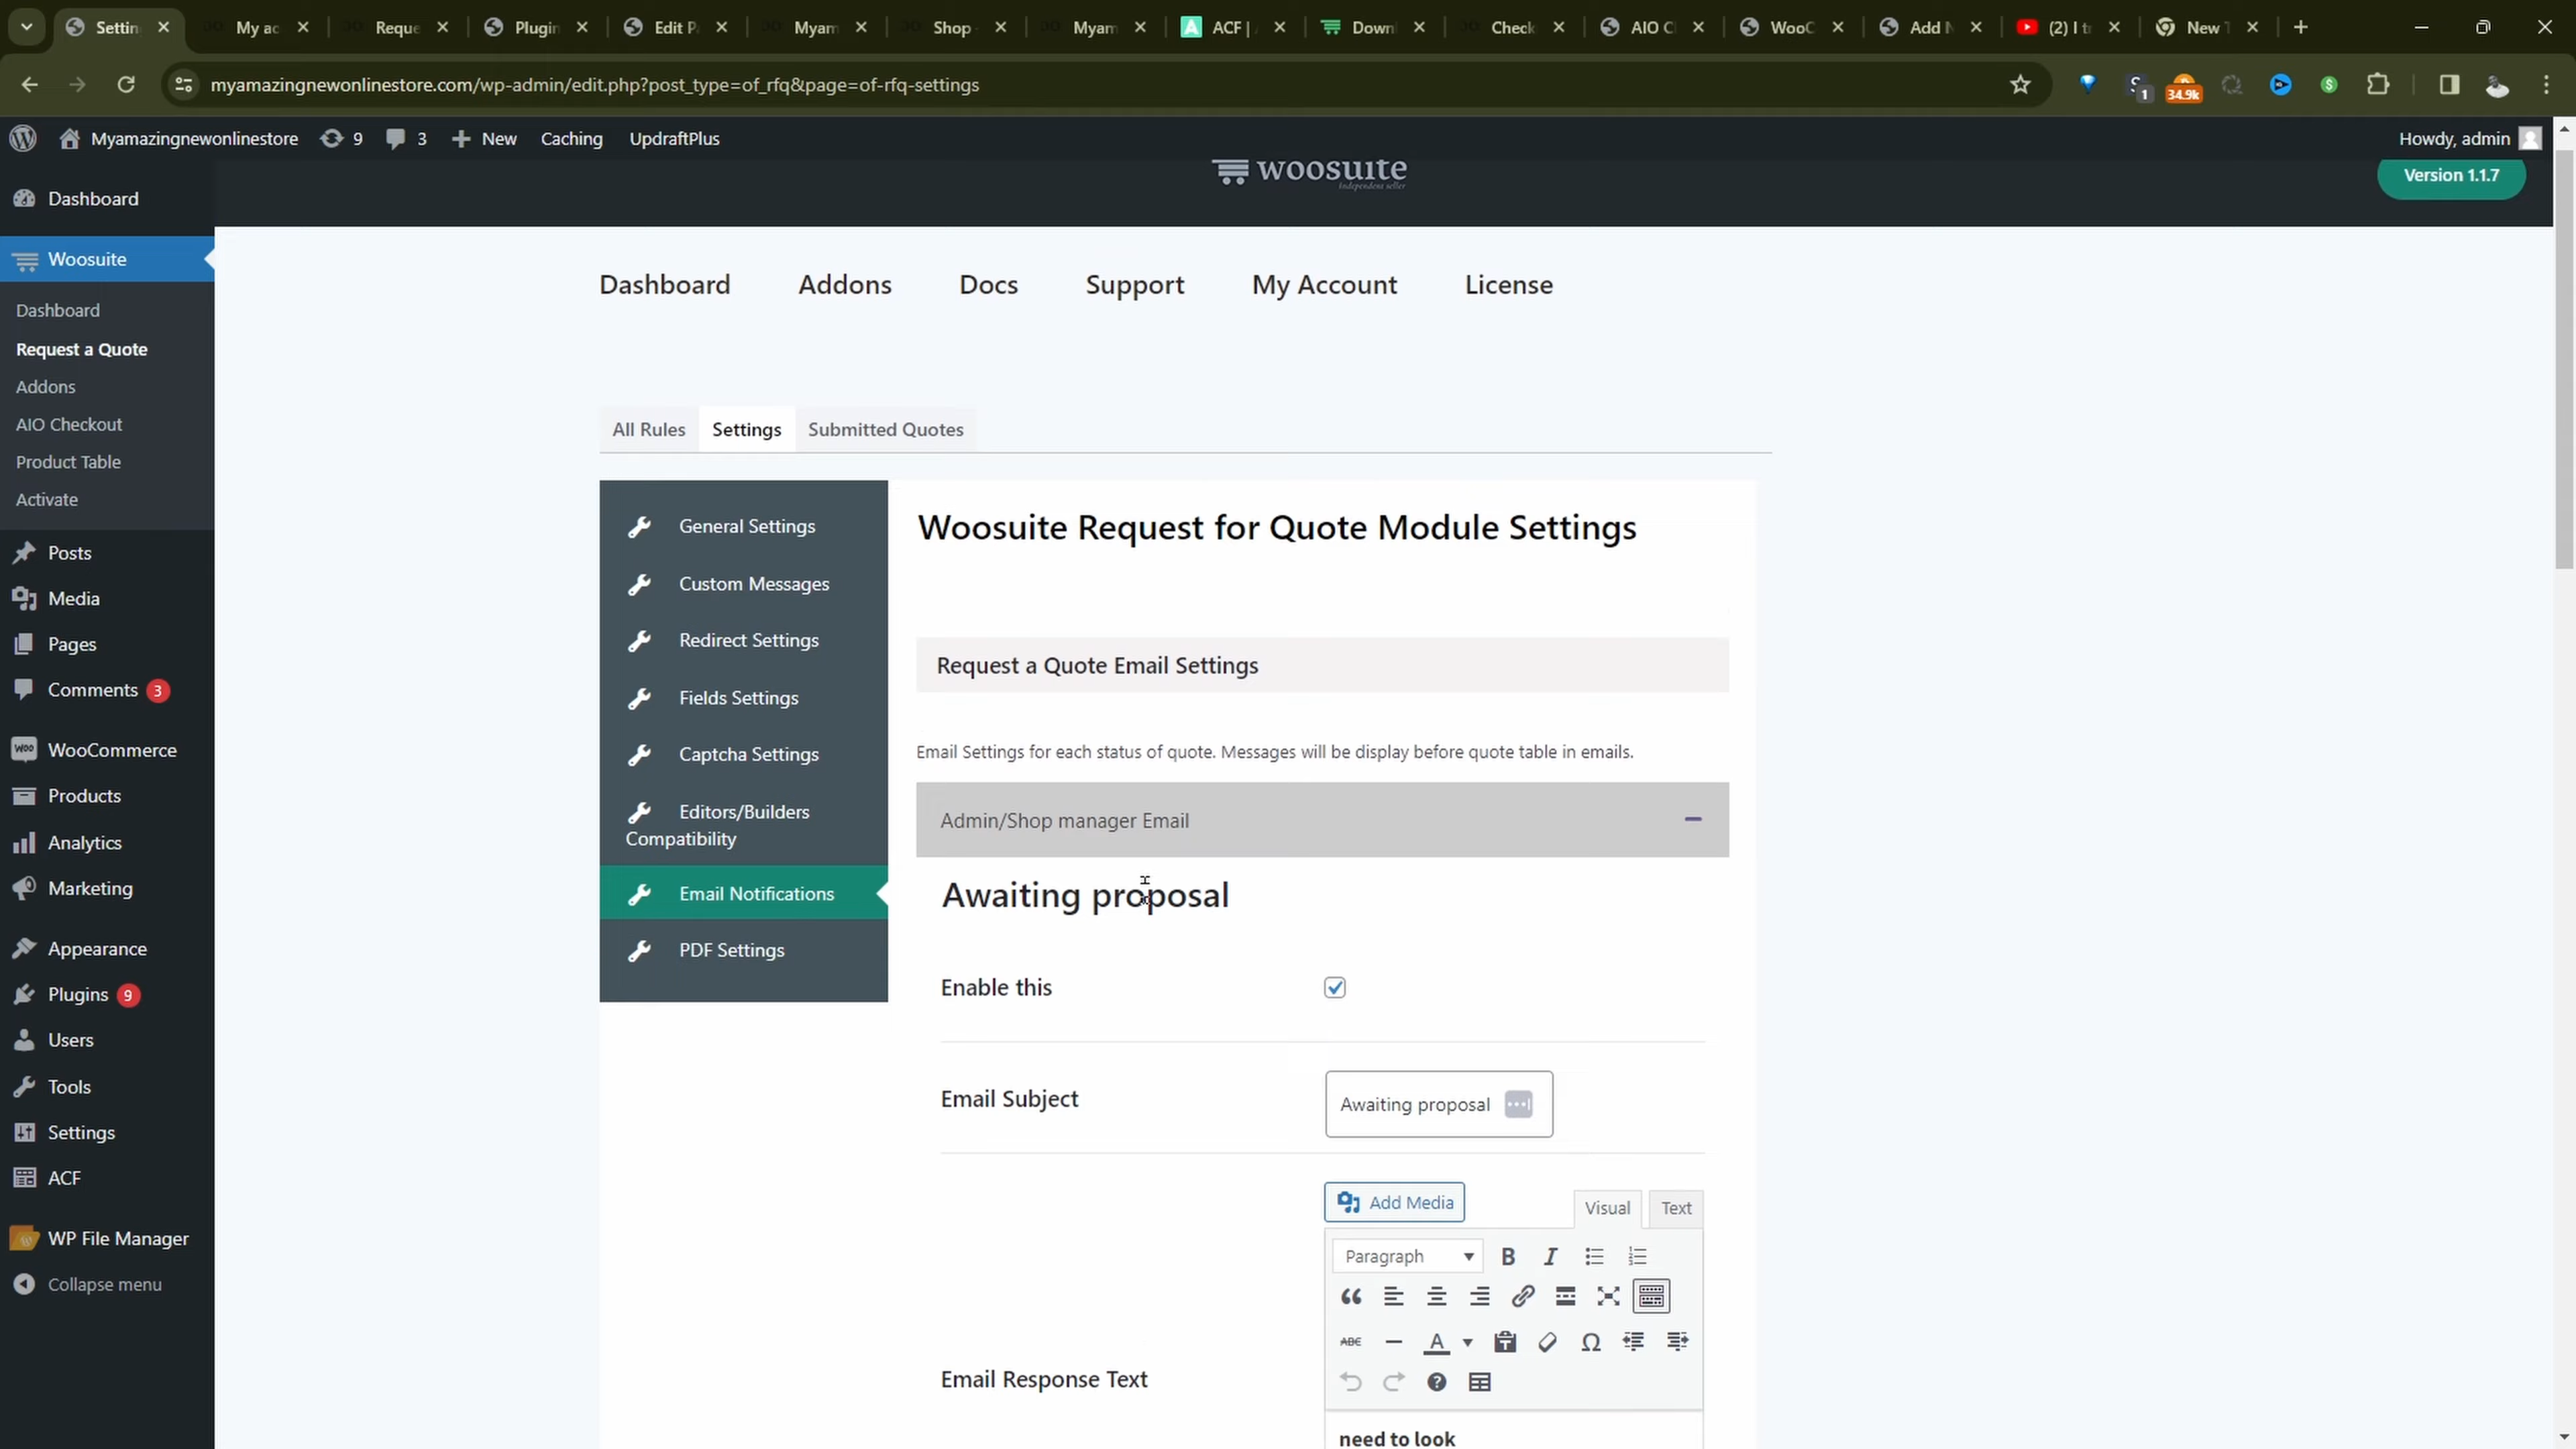 Settin
My ac
Reque
Plugin
Edit P
Myam
Shop -
Myam
ACF |
Down
Check
AIO C
WooC
Add N
(2) I tr
New T
myamazingnewonlinestore.com/wp-admin/edit.php?post_type=of_rfq&page=of-rfq-settings
1
34.9k
Myamazingnewonlinestore
9
3
New
Caching
UpdraftPlus
Howdy, admin
woosuite
Independent seller
Version 1.1.7
Dashboard
Woosuite
Dashboard
Request a Quote
Addons
AIO Checkout
Product Table
Activate
Posts
Media
Pages
Comments 3
WooCommerce
Products
Analytics
Marketing
Appearance
Plugins 9
Users
Tools
Settings
ACF
WP File Manager
Collapse menu
Dashboard
Addons
Docs
Support
My Account
License
All Rules
Settings
Submitted Quotes
General Settings
Custom Messages
Redirect Settings
Fields Settings
Captcha Settings
Editors/Builders
Compatibility
Email Notifications
PDF Settings
Woosuite Request for Quote Module Settings
Request a Quote Email Settings
Email Settings for each status of quote. Messages will be display before quote table in emails.
Admin/Shop manager Email
Awaiting proposal
Enable this
Email Subject
Awaiting proposal
Add Media
Visual
Text
Paragraph
B I
ABC
A
Ω
Email Response Text
need to look